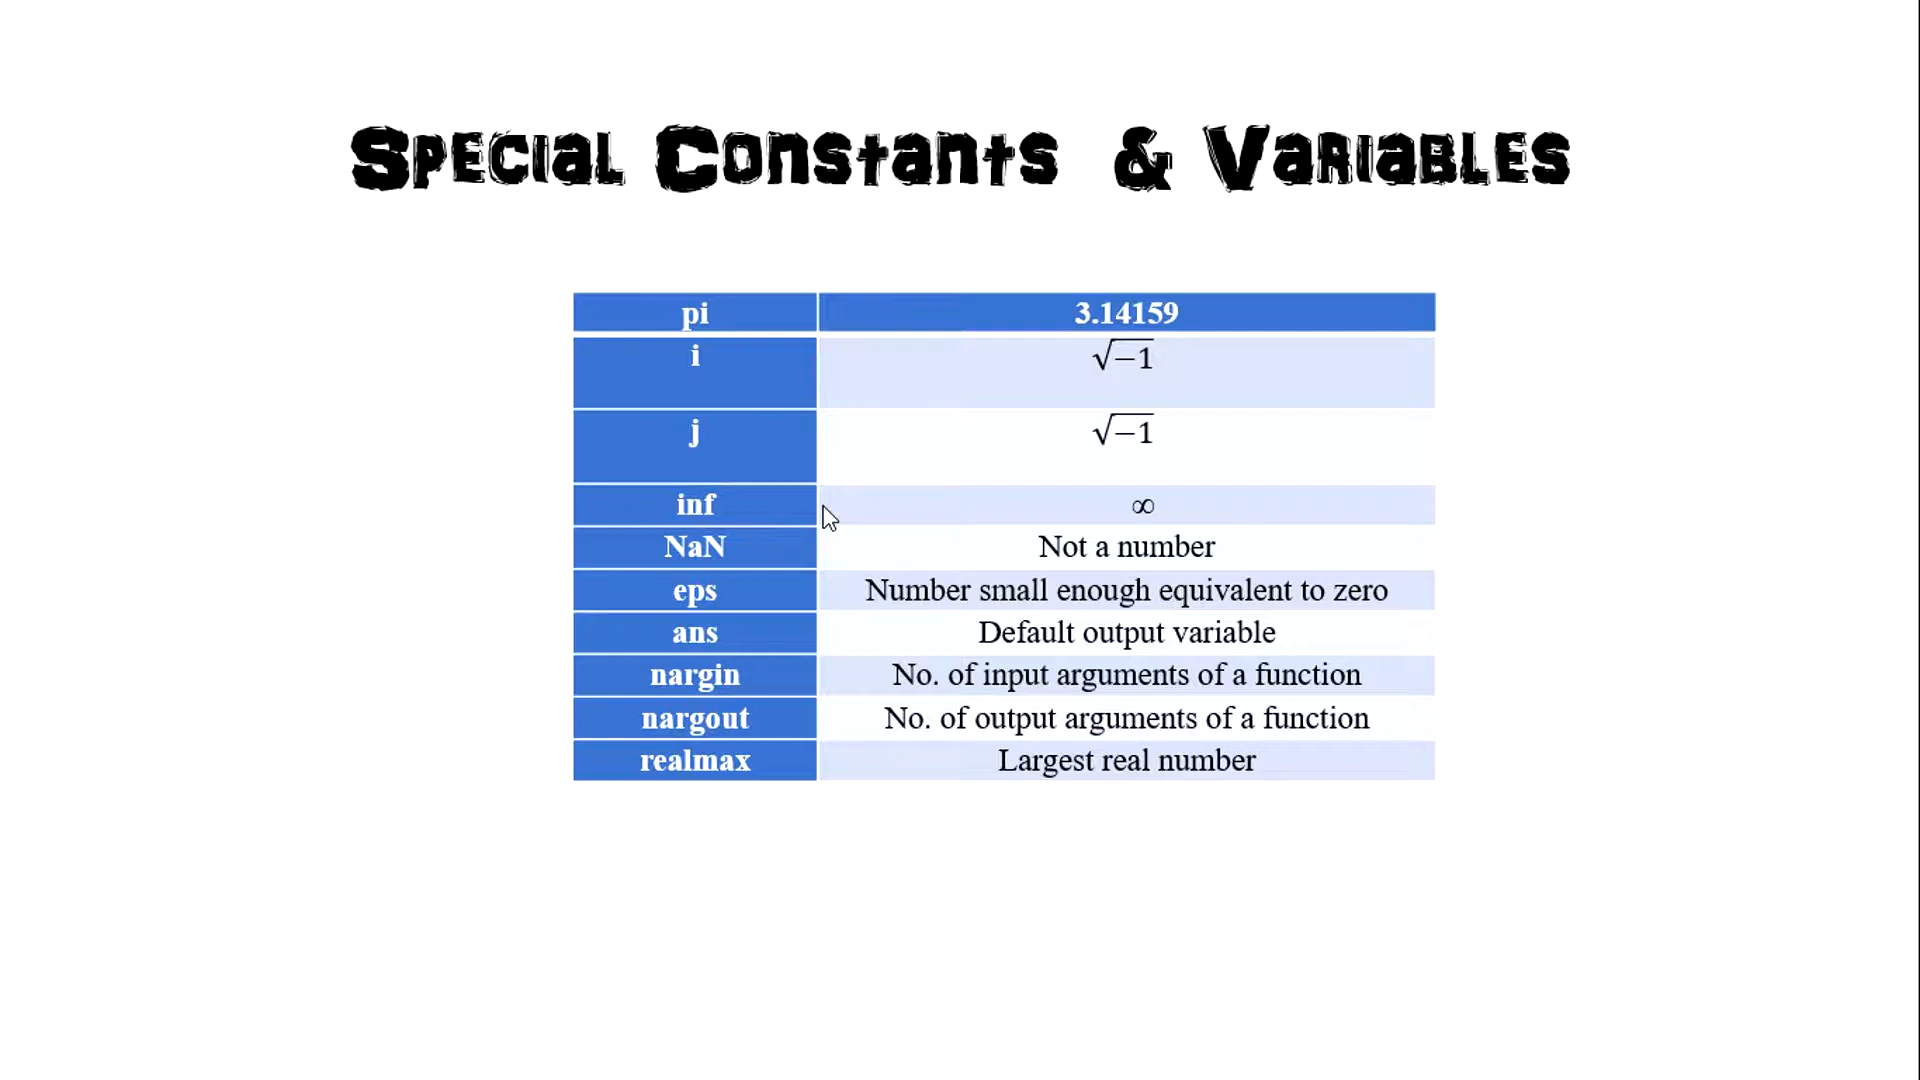 Special Constants & Variables
pi 3.14159
i √−1
j √−1
inf ∞
NaN Not a number
eps Number small enough equivalent to zero
ans Default output variable
nargin No. of input arguments of a function
nargout No. of output arguments of a function
realmax Largest real number